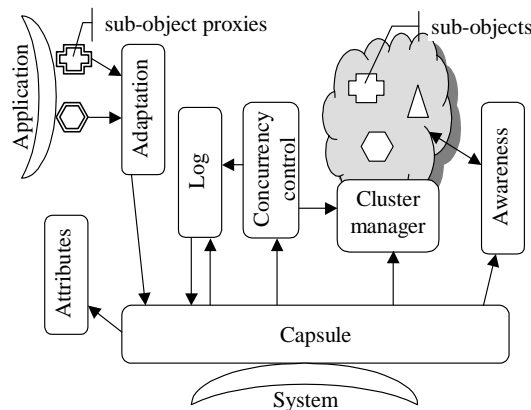 sub-object proxies
sub-objects
Application
Adaptation
Log
Concurrency
control
Cluster
manager
Awareness
Attributes
Capsule
System